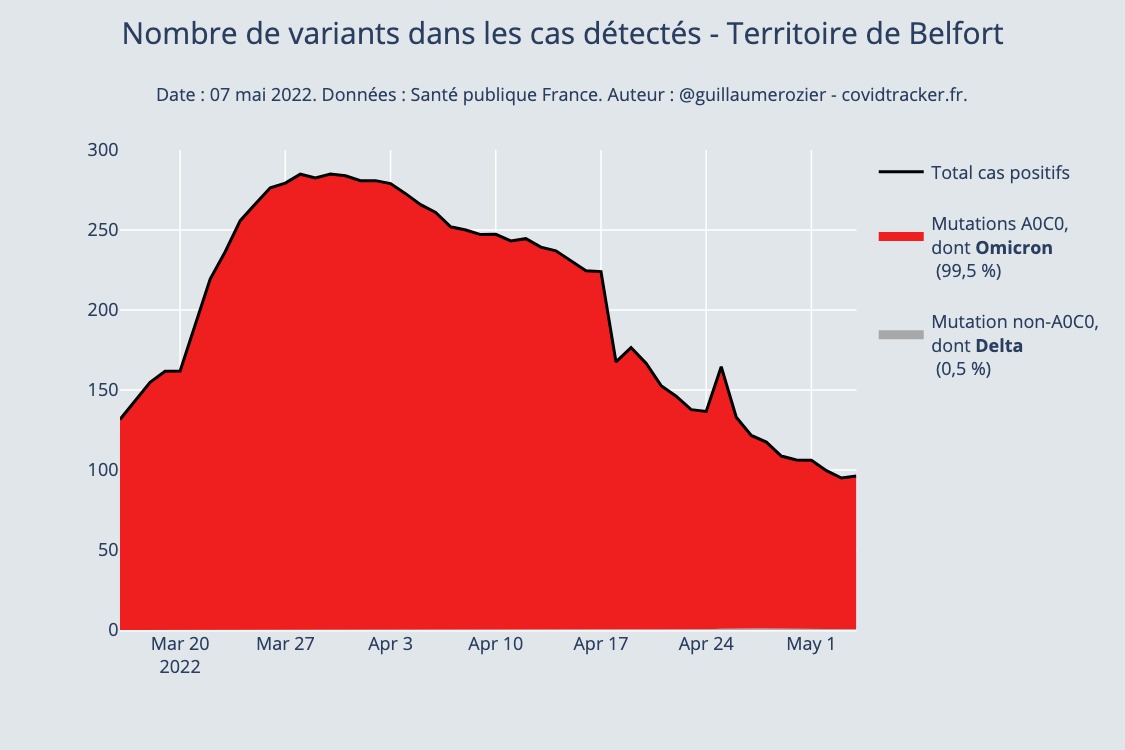 Nombre de variants dans les cas détectés - Territoire de Belfort
Date : 07 mai 2022. Données : Santé publique France. Auteur : @guillaumerozier - covidtracker.fr.
300
250
200
150
100
50
0
Mar 20
2022
Mar 27
Apr 3
Apr 10
Apr 17
Apr 24
May 1
Total cas positifs
Mutations A0C0,
dont Omicron
(99,5 %)
Mutation non-A0C0,
dont Delta
(0,5 %)